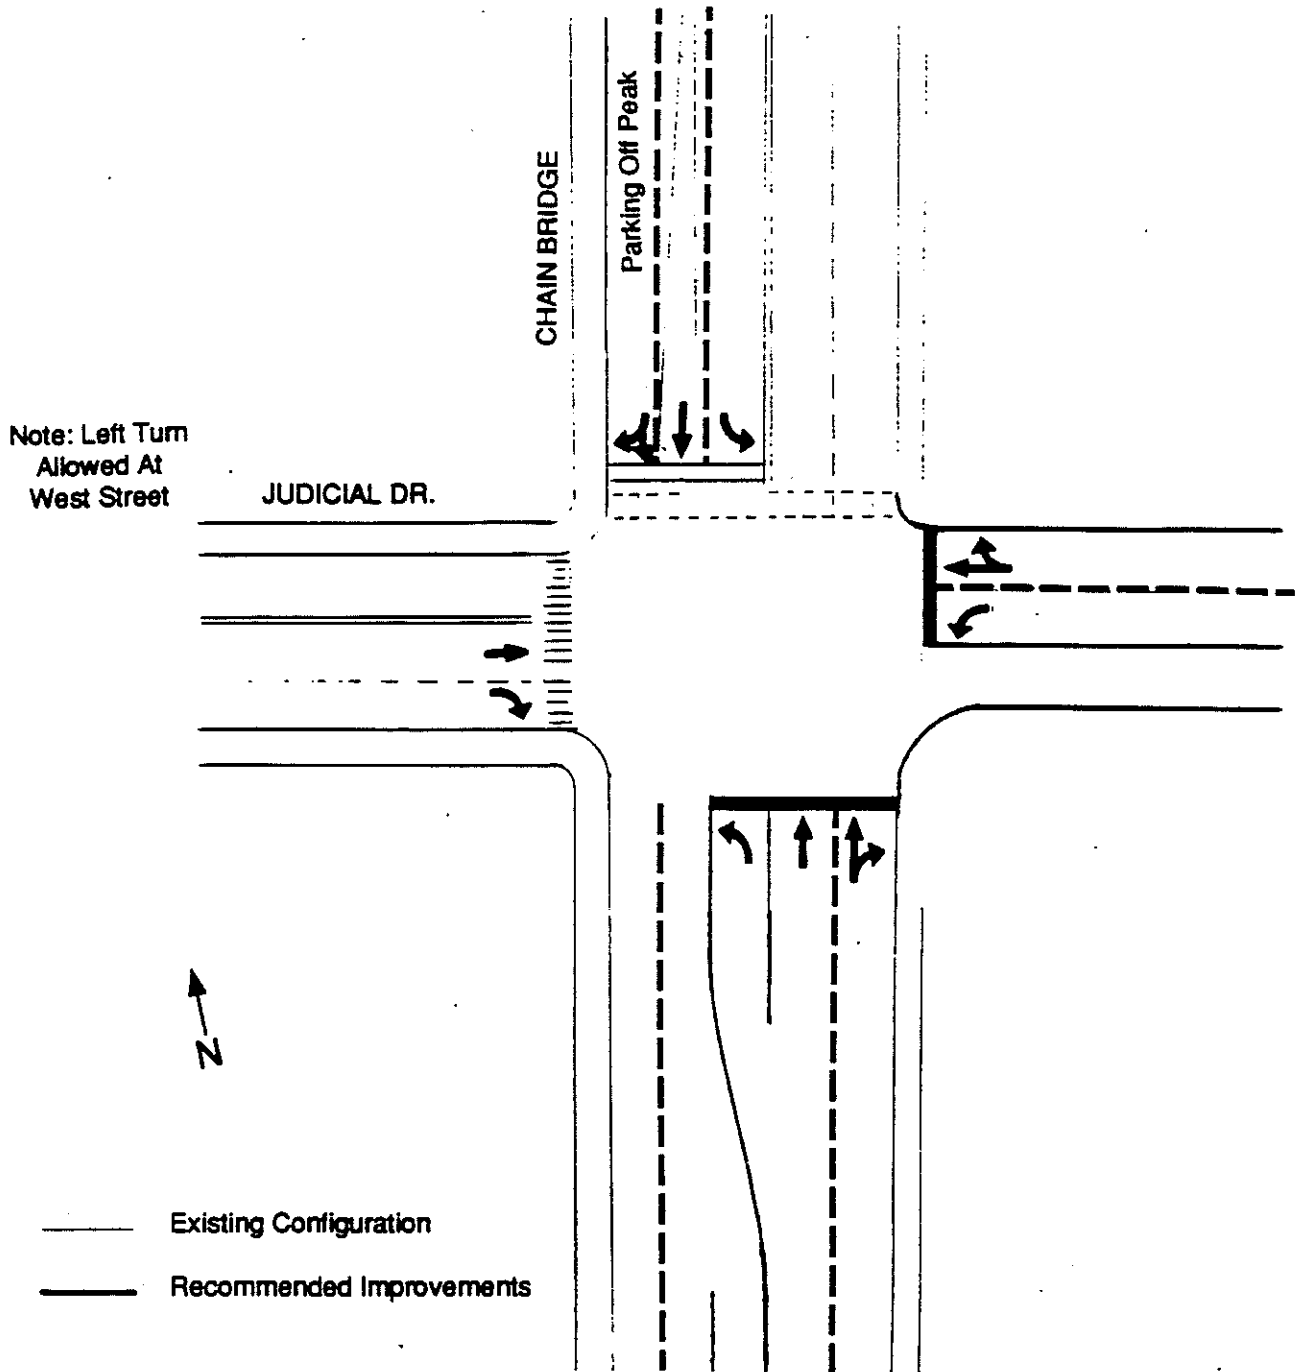 CHAIN BRIDGE
Parking Off Peak
Note: Left Turn
Allowed At
West Street
JUDICIAL DR.
N
Existing Configuration
Recommended Improvements